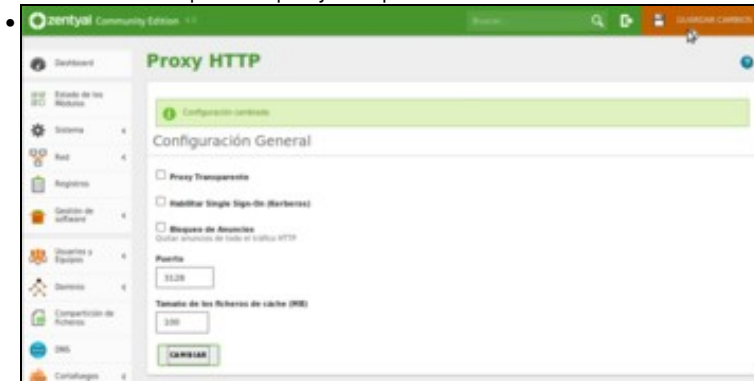 zentyal Community Edition
Buscar
GUARDAR CAMBIOS
Dashboard
Proxy HTTP
Estado de los
Módulos
Configuración cambiada
Sistema
Configuración General
Red
Registros
Proxy Transparente
Gestión de
software
Habilitar Single Sign-On (Kerberos)
Bloqueo de Anuncios
Quitar anuncios de todo el tráfico HTTP
Usuarios y
Equipos
Puerto
3128
Dominio
Tamaño de los ficheros de cache (MB)
Compartición de
ficheros
100
DNS
CAMBIAR
Cortafuegos